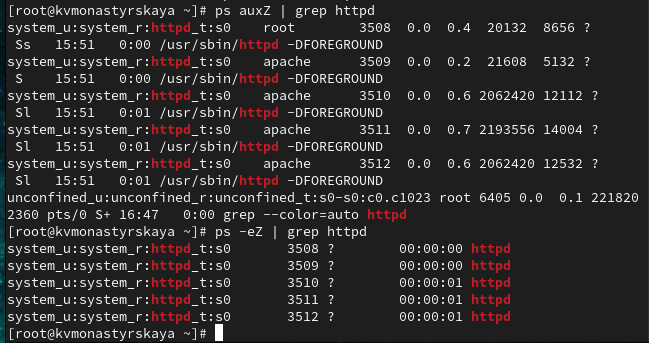 [root@kvmonastyrskaya ~]# ps auxZ | grep httpd
system_u:system_r:httpd_t:s0    root        3508  0.0  0.4  20132  8656 ?
 Ss   15:51   0:00 /usr/sbin/httpd -DFOREGROUND
system_u:system_r:httpd_t:s0    apache      3509  0.0  0.2  21608  5132 ?
 S    15:51   0:00 /usr/sbin/httpd -DFOREGROUND
system_u:system_r:httpd_t:s0    apache      3510  0.0  0.6 2062420 12112 ?
 Sl   15:51   0:01 /usr/sbin/httpd -DFOREGROUND
system_u:system_r:httpd_t:s0    apache      3511  0.0  0.7 2193556 14004 ?
 Sl   15:51   0:01 /usr/sbin/httpd -DFOREGROUND
system_u:system_r:httpd_t:s0    apache      3512  0.0  0.6 2062420 12532 ?
 Sl   15:51   0:01 /usr/sbin/httpd -DFOREGROUND
unconfined_u:unconfined_r:unconfined_t:s0-s0:c0.c1023 root 6405 0.0  0.1 221820
2360 pts/0 S+ 16:47   0:00 grep --color=auto httpd
[root@kvmonastyrskaya ~]# ps -eZ | grep httpd
system_u:system_r:httpd_t:s0       3508 ?        00:00:00 httpd
system_u:system_r:httpd_t:s0       3509 ?        00:00:00 httpd
system_u:system_r:httpd_t:s0       3510 ?        00:00:01 httpd
system_u:system_r:httpd_t:s0       3511 ?        00:00:01 httpd
system_u:system_r:httpd_t:s0       3512 ?        00:00:01 httpd
[root@kvmonastyrskaya ~]#